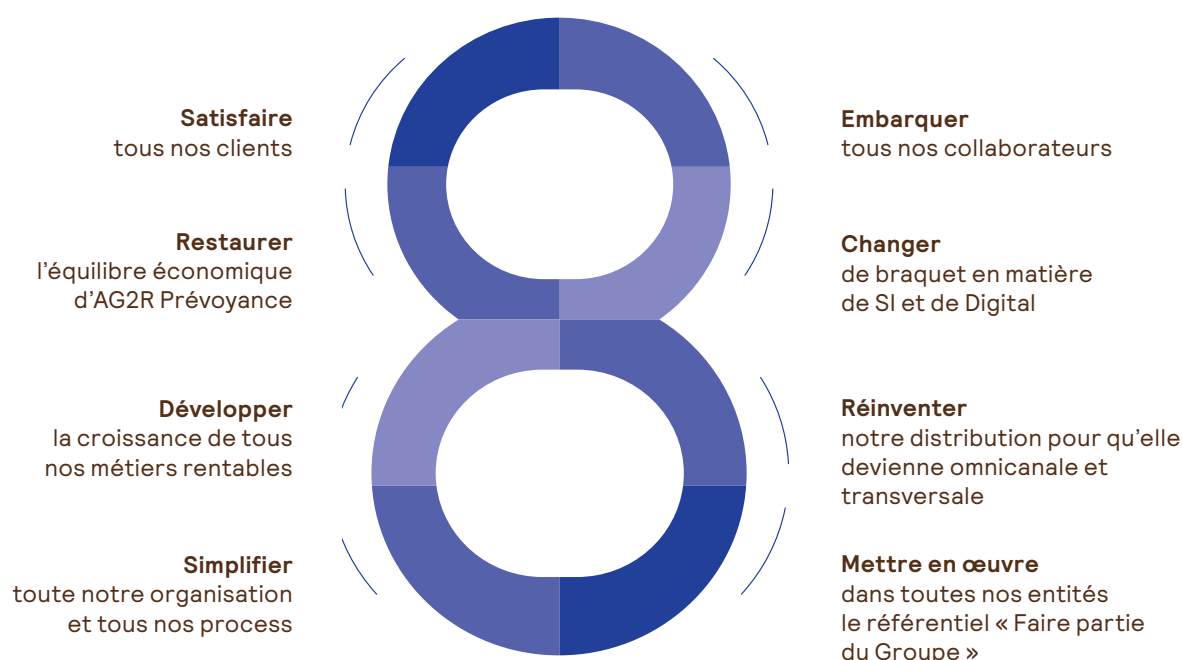 Satisfaire
tous nos clients
Restaurer
l’équilibre économique
d’AG2R Prévoyance
Développer
la croissance de tous
nos métiers rentables
Simplifier
toute notre organisation
et tous nos process
Embarquer
tous nos collaborateurs
Changer
de braquet en matière
de SI et de Digital
Réinventer
notre distribution pour qu’elle
devienne omnicanale et
transversale
Mettre en œuvre
dans toutes nos entités
le référentiel « Faire partie
du Groupe »